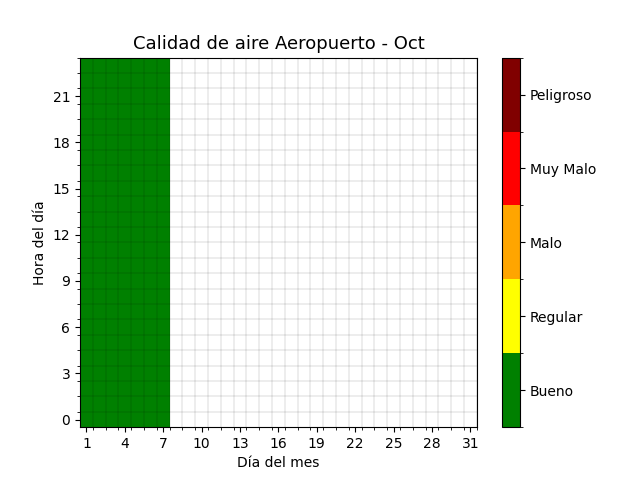 Calidad de aire Aeropuerto - Oct
Hora del día
21
18
15
12
9
6
3
0
1 4 7 10 13 16 19 22 25 28 31
Día del mes
Peligroso
Muy Malo
Malo
Regular
Bueno